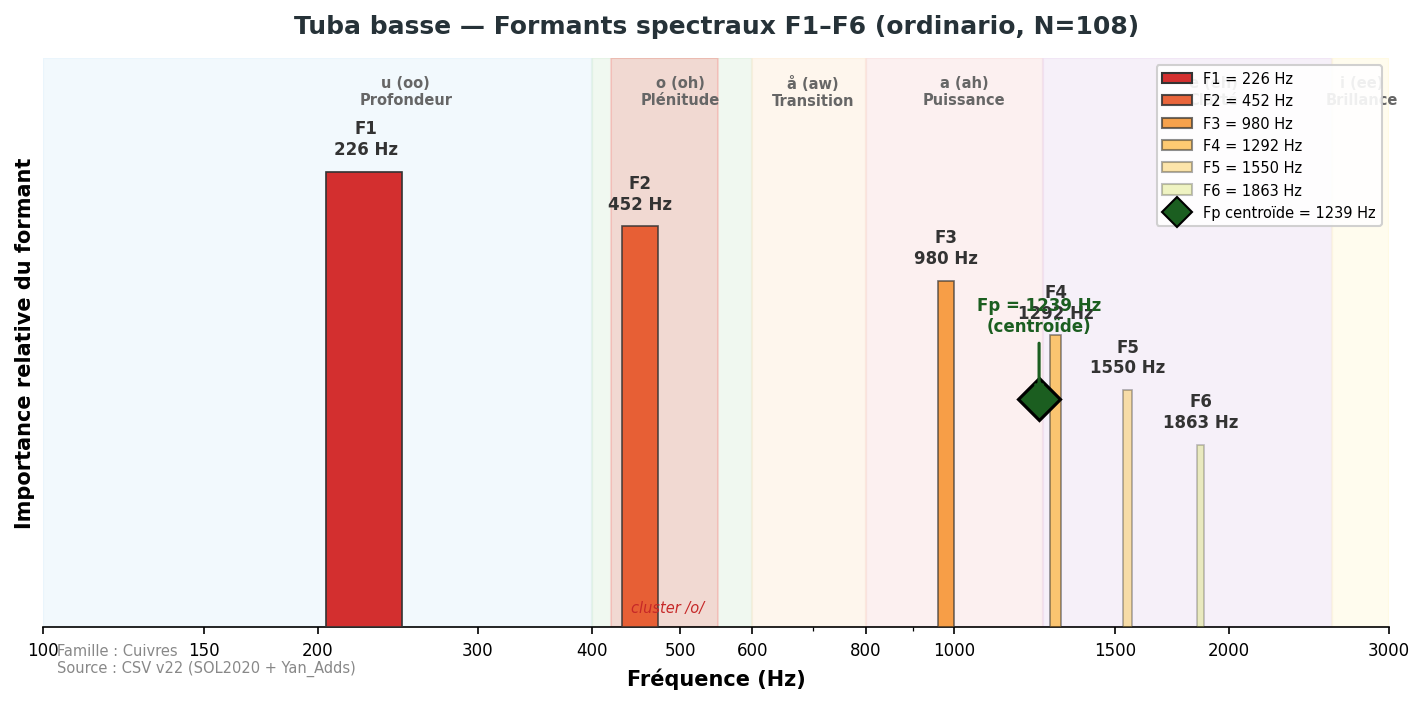 Tuba basse — Formants spectraux F1–F6 (ordinario, N=108)
u (oo)
Profondeur
o (oh)
Plénitude
å (aw)
Transition
a (ah)
Puissance
i (ee)
Brillance
F1 = 226 Hz
F2 = 452 Hz
F3 = 980 Hz
F4 = 1292 Hz
F5 = 1550 Hz
F6 = 1863 Hz
Fp centroïde = 1239 Hz
F1
226 Hz
F2
452 Hz
F3
980 Hz
F4
1292 Hz
Fp = 1239 Hz
(centroïde)
F5
1550 Hz
F6
1863 Hz
cluster /o/
Importance relative du formant
100 150 200 300 400 500 600 800 1000 1500 2000 3000
Famille : Cuivres
Source : CSV v22 (SOL2020 + Yan_Adds)
Fréquence (Hz)